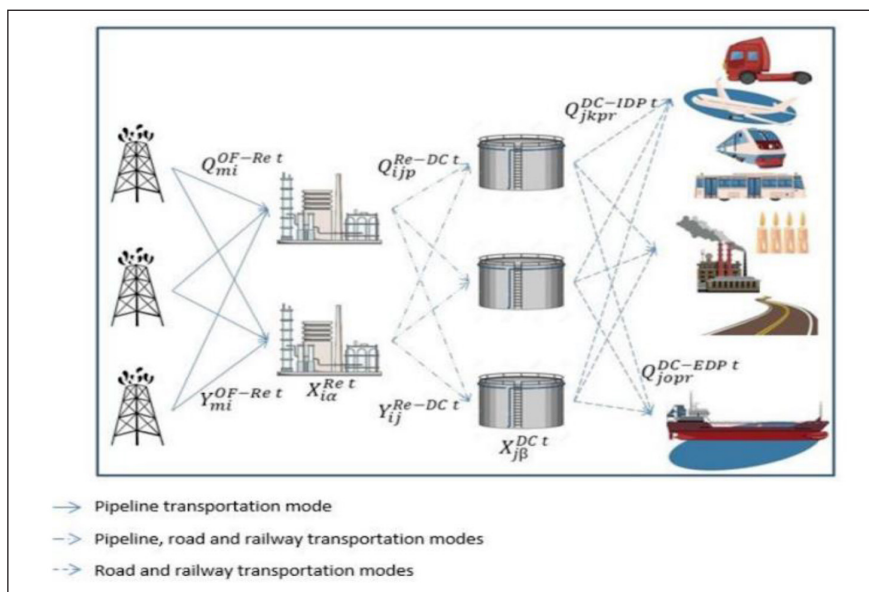 Q_{mi}^{OF-Re t}
Q_{ijp}^{Re-DC t}
Q_{jkpr}^{DC-IDP t}
Y_{mi}^{OF-Re t}
X_{iα}^{Re t}
Y_{ij}^{Re-DC t}
X_{jβ}^{DC t}
Q_{jopr}^{DC-EDP t}
Pipeline transportation mode
Pipeline, road and railway transportation modes
Road and railway transportation modes